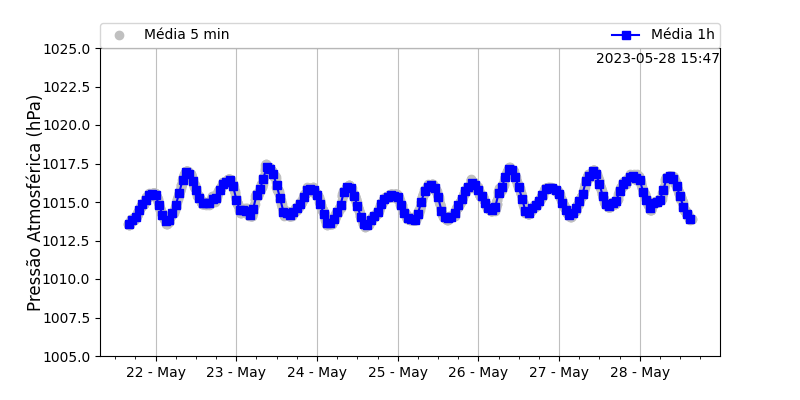 Média 5 min
Média 1h
2023-05-28 15:47
Pressão Atmosférica (hPa)
1025.0
1022.5
1020.0
1017.5
1015.0
1012.5
1010.0
1007.5
1005.0
22 - May
23 - May
24 - May
25 - May
26 - May
27 - May
28 - May